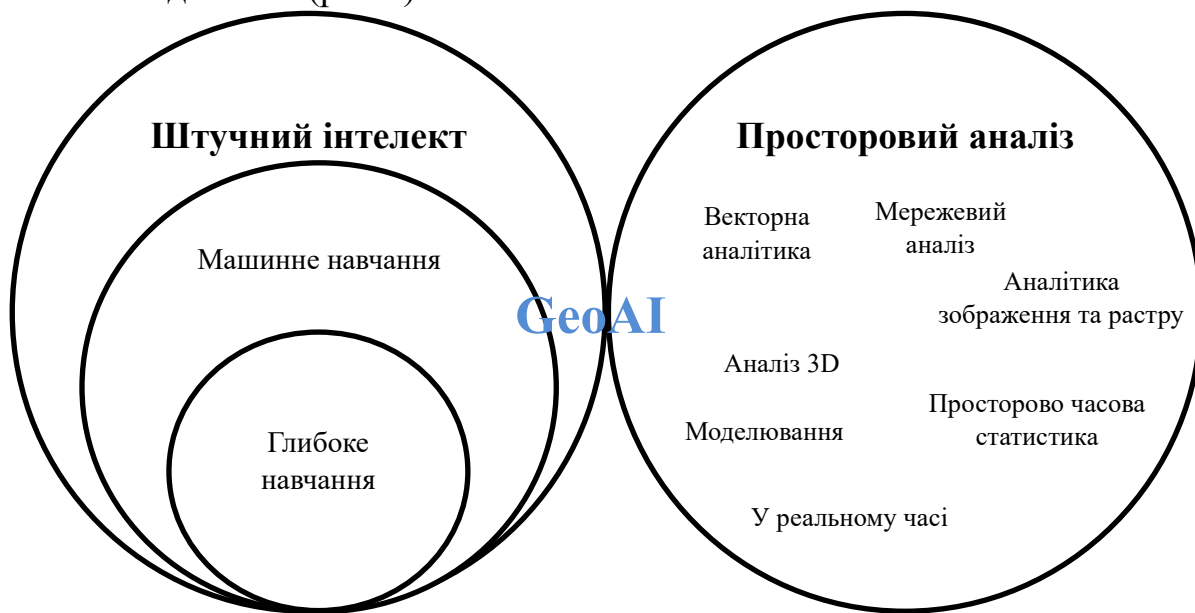 Штучний інтелект
Машинне навчання
Глибоке
навчання
GeoAI
Просторовий аналіз
Векторна
аналітика
Мережевий
аналіз
Аналітика
зображення та растру
Аналіз 3D
Просторово часова
статистика
Моделювання
У реальному часі